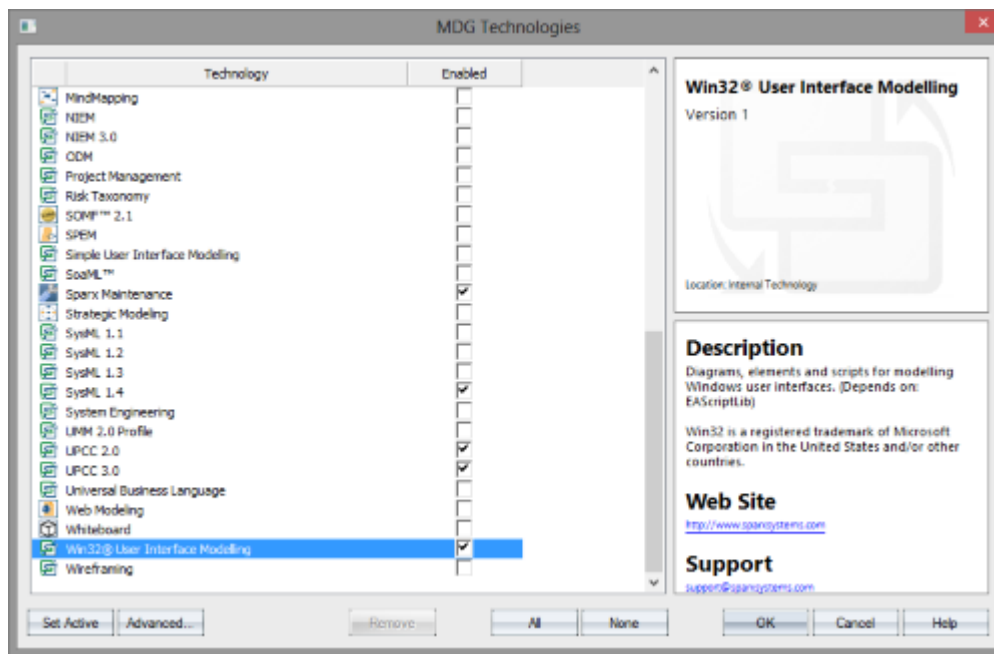 MDG Technologies
Technology Enabled
MindMapping
NIEM
NIEM 3.0
ODM
Project Management
Risk Taxonomy
SOMF™ 2.1
SPEM
Simple User Interface Modelling
SoaML™
Sparx Maintenance
Strategic Modeling
SysML 1.1
SysML 1.2
SysML 1.3
SysML 1.4
System Engineering
UMM 2.0 Profile
UPCC 2.0
UPCC 3.0
Universal Business Language
Web Modeling
Whiteboard
Win32® User Interface Modelling
Wireframing
Win32® User Interface Modelling
Version 1
Location: Internal Technology
Description
Diagrams, elements and scripts for modelling
Windows user interfaces. (Depends on:
EAScriptLib)
Win32 is a registered trademark of Microsoft
Corporation in the United States and/or other
countries.
Web Site
http://www.sparxsystems.com
Support
support@sparxsystems.com
Set Active Advanced... Remove All None OK Cancel Help